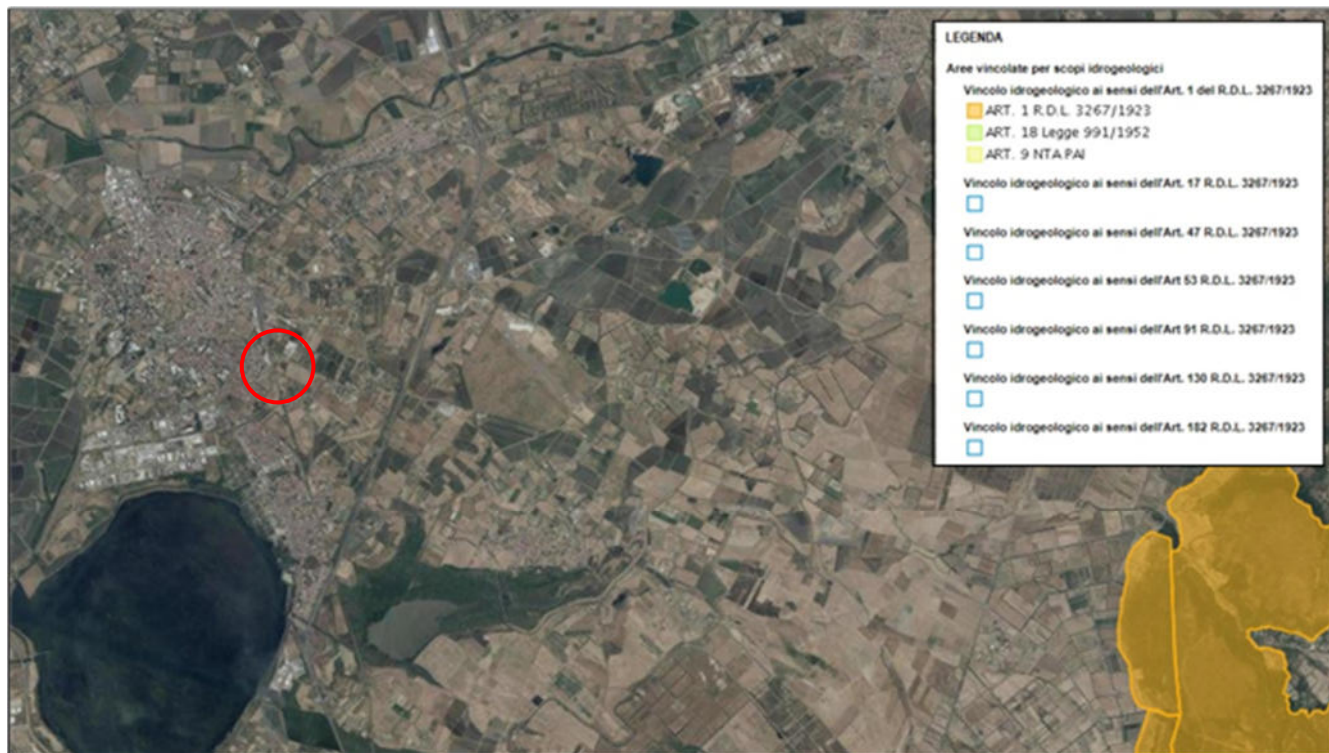 LEGENDA
Aree vincolate per scopi idrogeologici
Vincolo idrogeologico ai sensi dell'Art. 1 del R.D.L. 3267/1923
ART. 1 R.D.L. 3267/1923
ART. 18 Legge 991/1952
ART. 9 NTA PAI
Vincolo idrogeologico ai sensi dell'Art. 17 R.D.L. 3267/1923
Vincolo idrogeologico ai sensi dell'Art. 47 R.D.L. 3267/1923
Vincolo idrogeologico ai sensi dell'Art 53 R.D.L. 3267/1923
Vincolo idrogeologico ai sensi dell'Art 91 R.D.L. 3267/1923
Vincolo idrogeologico ai sensi dell'Art. 130 R.D.L. 3267/1923
Vincolo idrogeologico ai sensi dell'Art. 182 R.D.L. 3267/1923